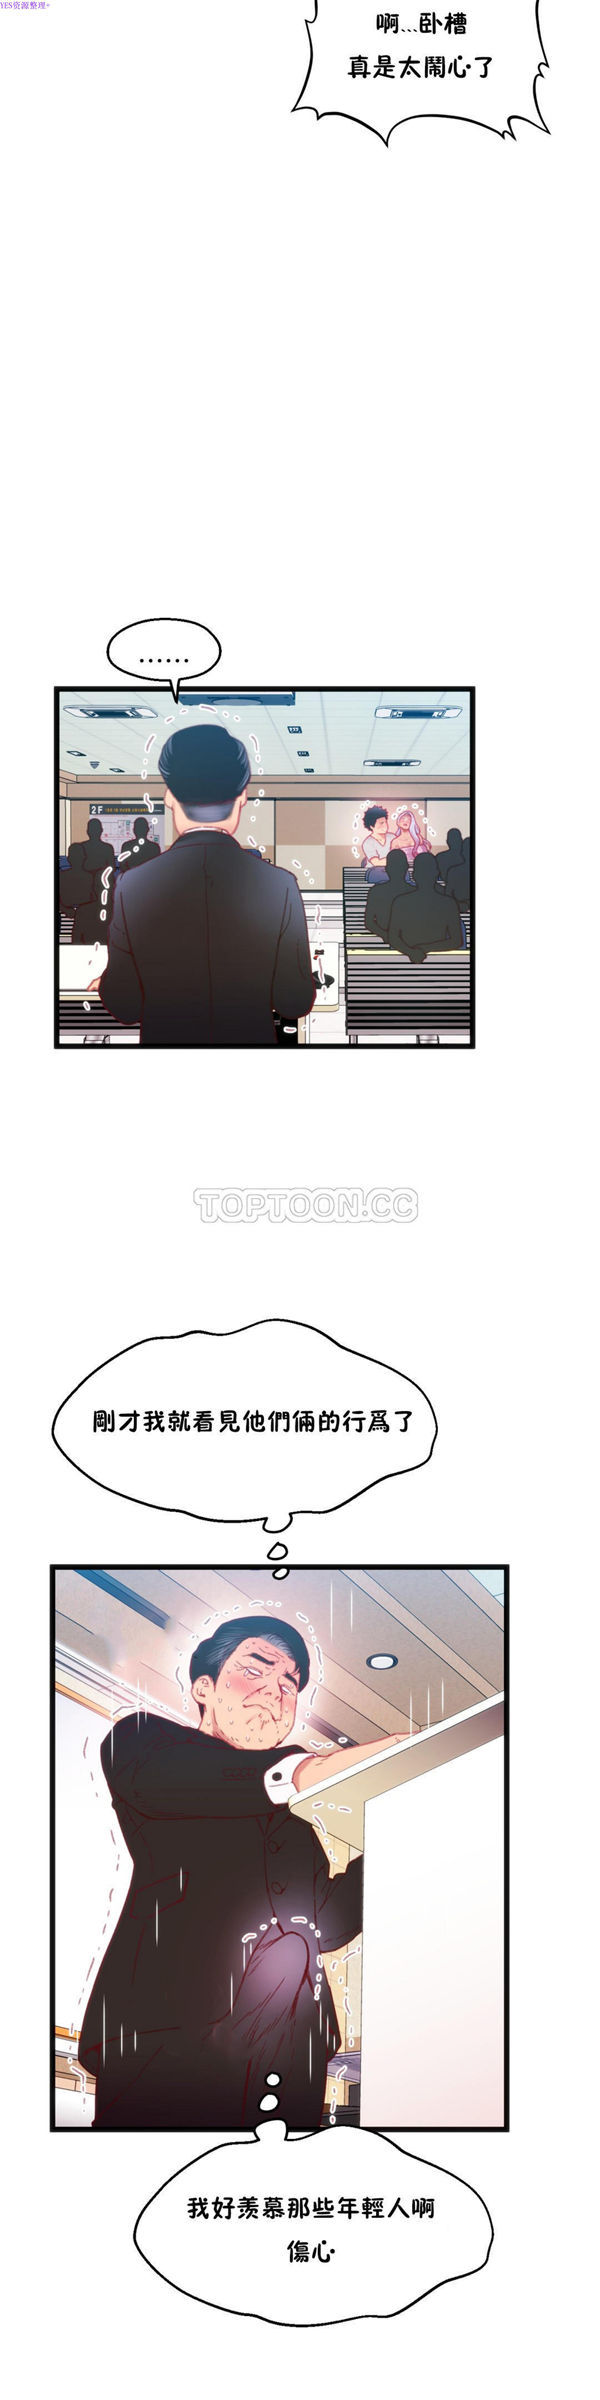 YES资源整理+
啊...卧槽
真是太鬧心了
......
2F
TOPTOON.CC
剛才我就看見他們倆的行爲了
我好羨慕那些年輕人啊
傷心